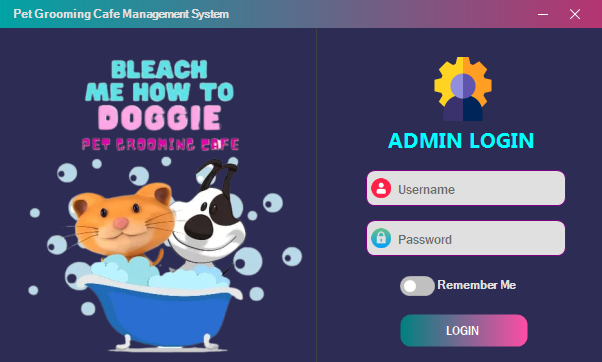 Pet Grooming Cafe Management System
BLEACH
ME HOW TO
DOGGIE
PET GROOMING CAFE
ADMIN LOGIN
Username
Password
Remember Me
LOGIN